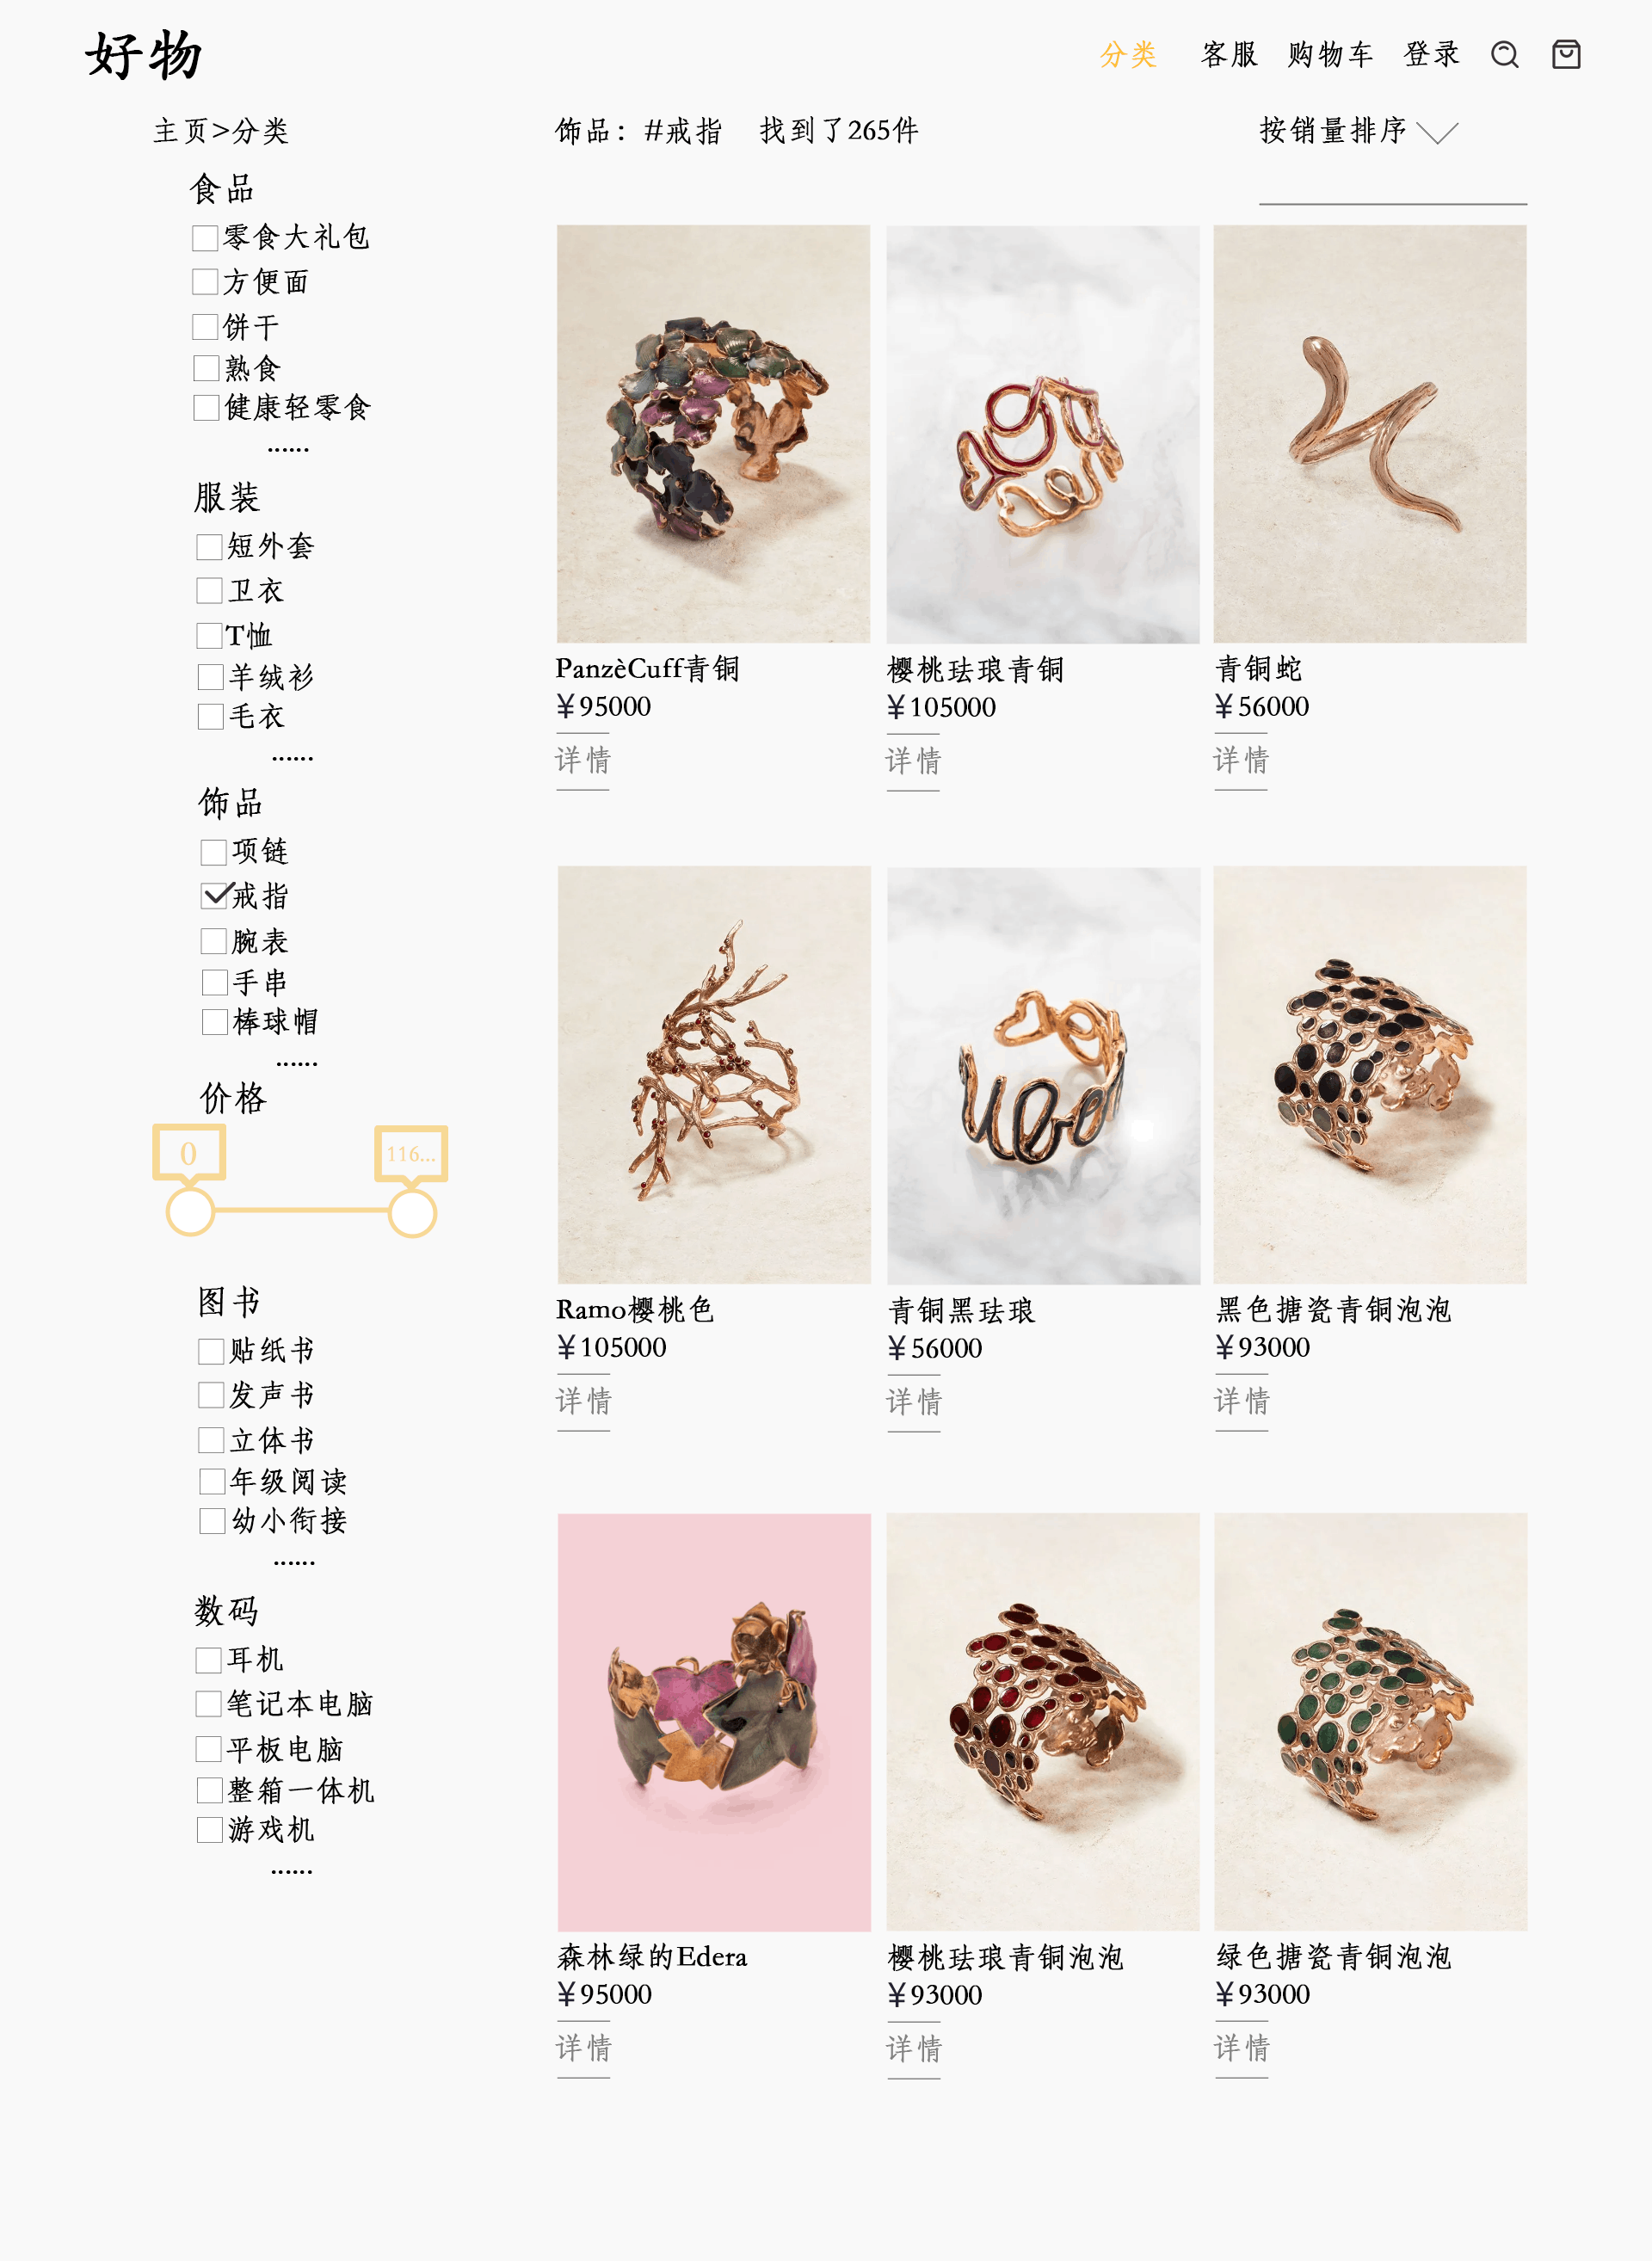 好物
分类 客服 购物车 登录
主页>分类
饰品：#戒指 找到了265件
按销量排序
食品
零食大礼包
方便面
饼干
熟食
健康轻零食
······
服装
短外套
卫衣
T恤
羊绒衫
毛衣
······
饰品
项链
戒指
腕表
手串
棒球帽
······
价格
0
116...
图书
贴纸书
发声书
立体书
年级阅读
幼小衔接
······
数码
耳机
笔记本电脑
平板电脑
整箱一体机
游戏机
······
PanzèCuff青铜
￥95000
详情
樱桃珐琅青铜
￥105000
详情
青铜蛇
￥56000
详情
Ramo樱桃色
￥105000
详情
青铜黑珐琅
￥56000
详情
黑色搪瓷青铜泡泡
￥93000
详情
森林绿的Edera
￥95000
详情
樱桃珐琅青铜泡泡
￥93000
详情
绿色搪瓷青铜泡泡
￥93000
详情